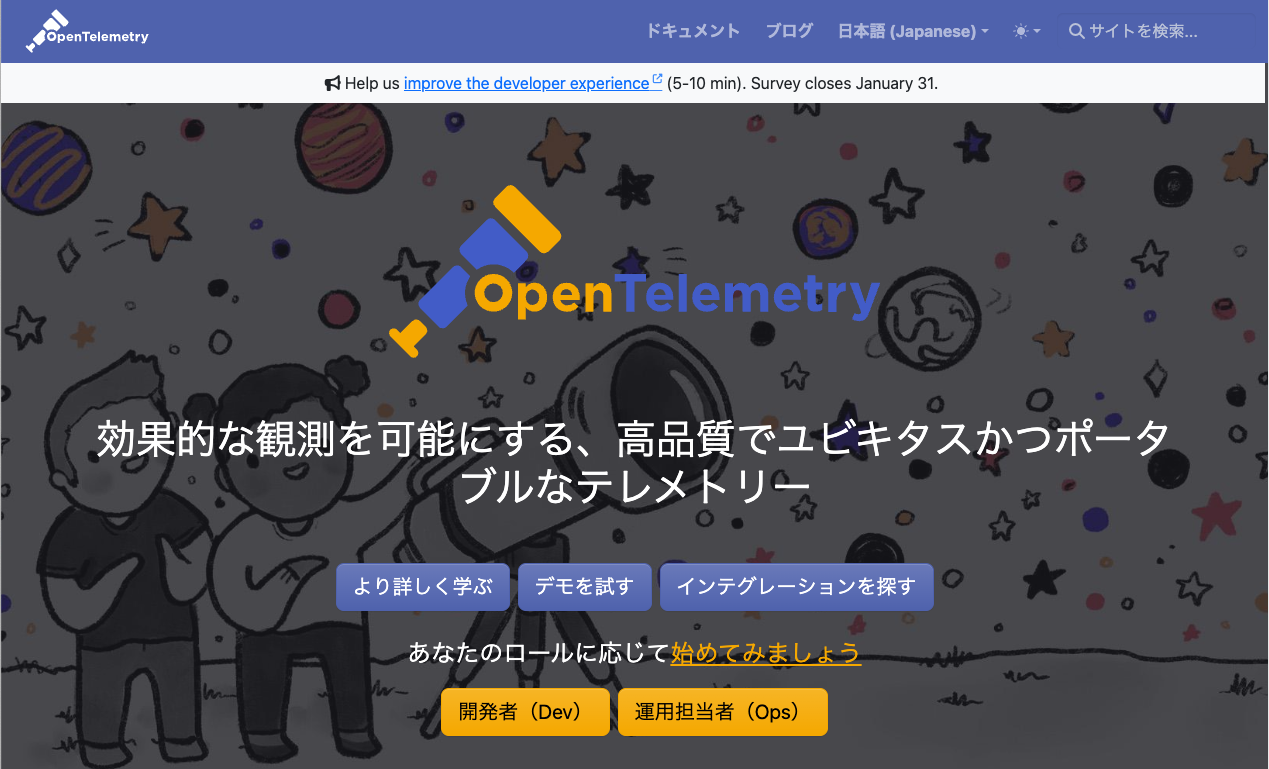 OpenTelemetry
ドキュメント ブログ 日本語 (Japanese) サイトを検索...
Help us improve the developer experience (5-10 min). Survey closes January 31.
OpenTelemetry
効果的な観測を可能にする、高品質でユビキタスかつポータ
ブルなテレメトリー
より詳しく学ぶ デモを試す インテグレーションを探す
あなたのロールに応じて始めてみましょう
開発者（Dev） 運用担当者（Ops）